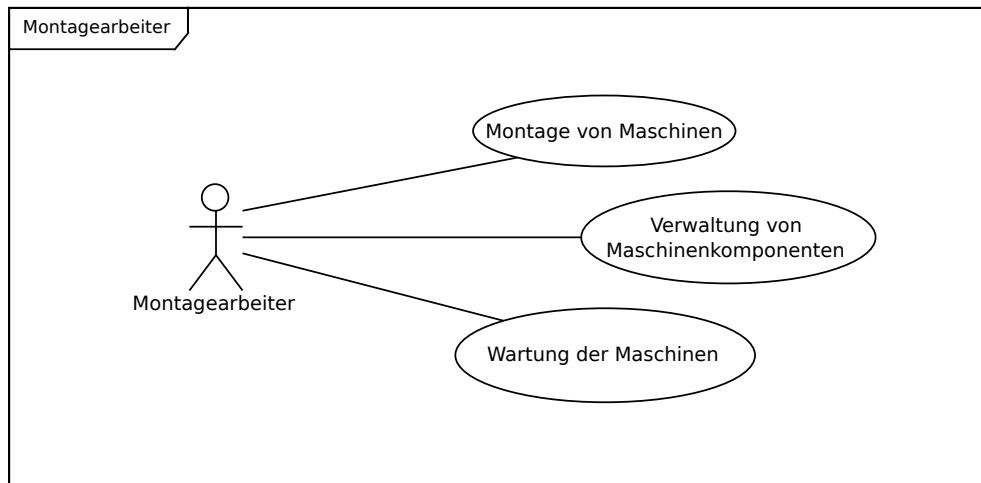 Montagearbeiter
Montage von Maschinen
Verwaltung von
Maschinenkomponenten
Montagearbeiter
Wartung der Maschinen